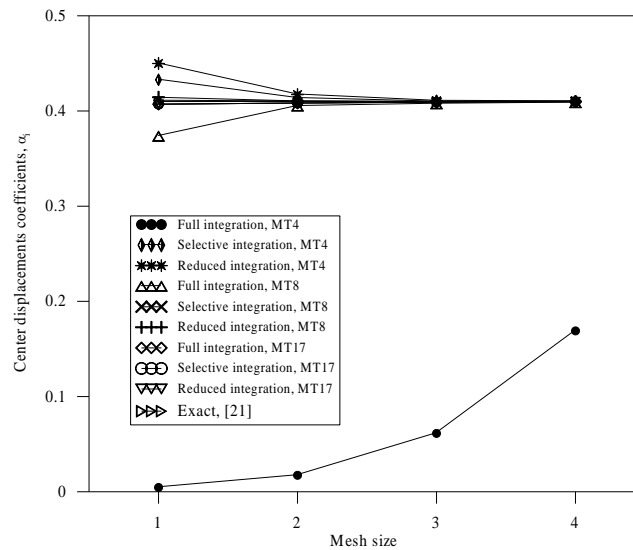 0.5
0.4
0.3
0.2
0.1
0
Center displacements coefficients, αᵢ
Full integration, MT4
Selective integration, MT4
Reduced integration, MT4
Full integration, MT8
Selective integration, MT8
Reduced integration, MT8
Full integration, MT17
Selective integration, MT17
Reduced integration, MT17
Exact, [21]
1 2 3 4
Mesh size